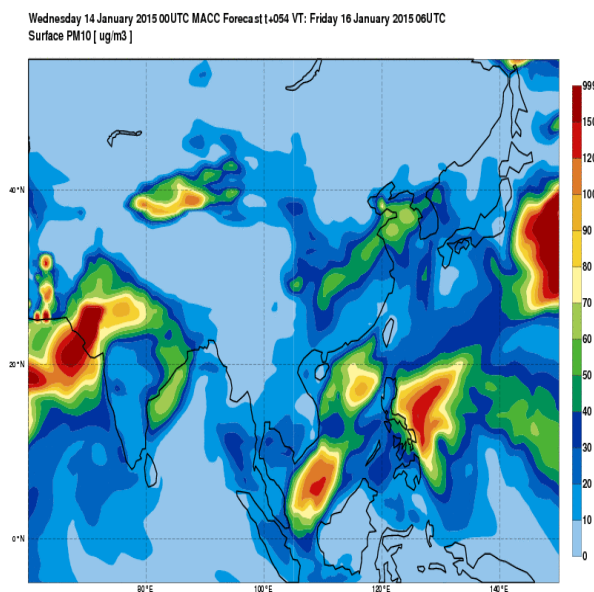 Wednesday 14 January 2015 00UTC MACC Forecast t+054 VT: Friday 16 January 2015 06UTC
Surface PM10 [ ug/m3 ]
999
150
120
100
90
80
70
60
50
40
30
20
10
0
40°N
20°N
0°N
80°E
100°E
120°E
140°E